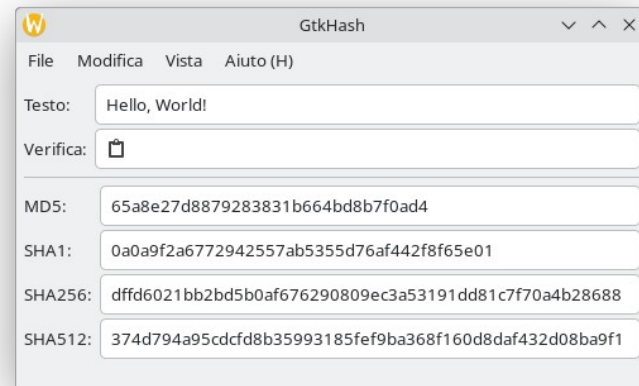 GtkHash
File Modifica Vista Aiuto (H)
Testo: Hello, World!
Verifica:
MD5: 65a8e27d8879283831b664bd8b7f0ad4
SHA1: 0a0a9f2a6772942557ab5355d76af442f8f65e01
SHA256: dffd6021bb2bd5b0af676290809ec3a53191dd81c7f70a4b28688
SHA512: 374d794a95cdcfd8b35993185fef9ba368f160d8daf432d08ba9f1